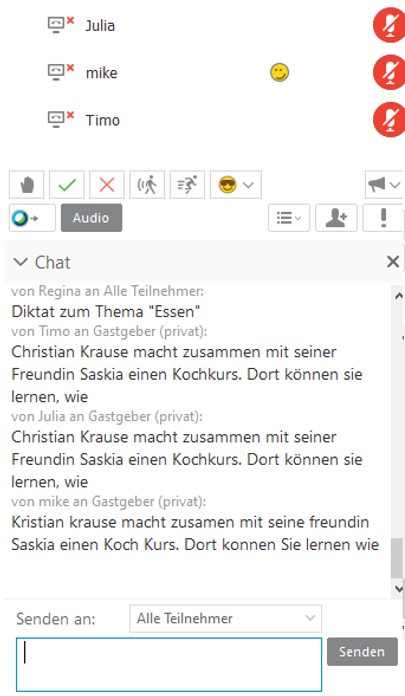 Julia
mike
Timo
Audio
Chat
von Regina an Alle Teilnehmer:
Diktat zum Thema "Essen"
von Timo an Gastgeber (privat):
Christian Krause macht zusammen mit seiner
Freundin Saskia einen Kochkurs. Dort können sie
lernen, wie
von Julia an Gastgeber (privat):
Christian Krause macht zusammen mit seiner
Freundin Saskia einen Kochkurs. Dort können sie
lernen, wie
von mike an Gastgeber (privat):
Kristian krause macht zusamen mit seine freundin
Saskia einen Koch Kurs. Dort konnen Sie lernen wie
Senden an: Alle Teilnehmer
Senden